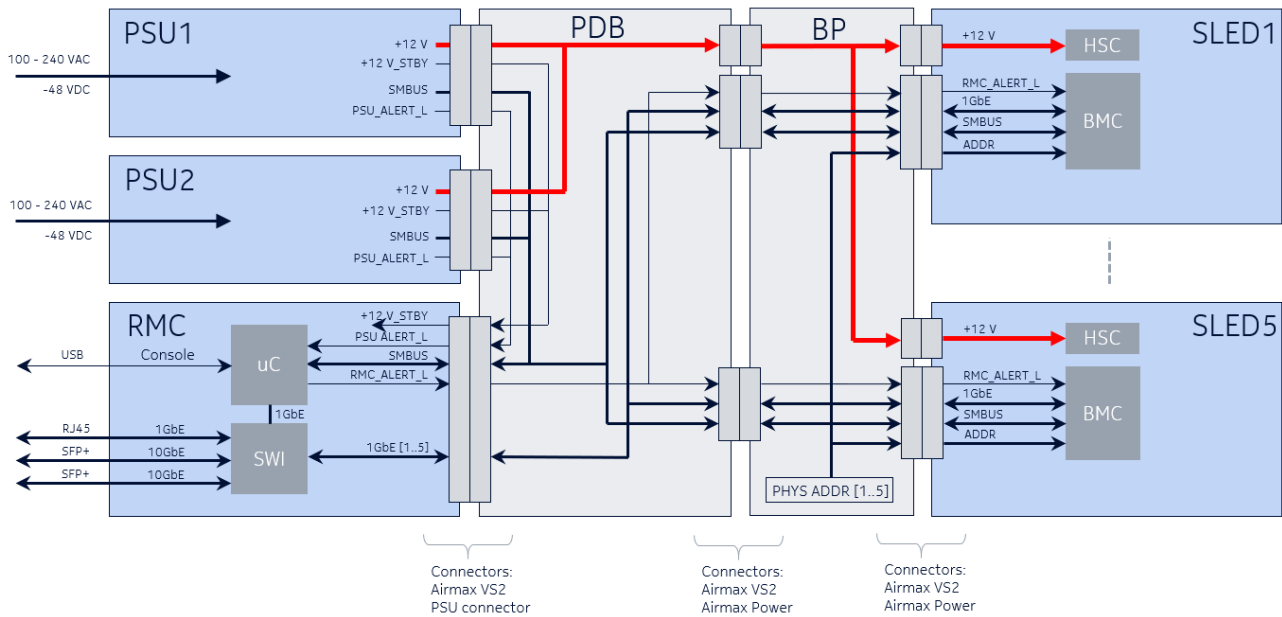 PSU1
100 - 240 VAC
-48 VDC
+12 V
+12 V_STBY
SMBUS
PSU_ALERT_L
PSU2
100 - 240 VAC
-48 VDC
+12 V
+12 V_STBY
SMBUS
PSU_ALERT_L
RMC
+12 V_STBY
PSU ALERT_L
SMBUS
RMC_ALERT_L
USB
Console
uC
1GbE
RJ45
1GbE
SFP+
10GbE
SFP+
10GbE
SWI
1GbE [1..5]
PDB
BP
PHYS ADDR [1..5]
SLED1
+12 V
HSC
RMC_ALERT_L
1GbE
SMBUS
ADDR
BMC
SLED5
+12 V
HSC
RMC_ALERT_L
1GbE
SMBUS
ADDR
BMC
Connectors:
Airmax VS2
PSU connector
Connectors:
Airmax VS2
Airmax Power
Connectors:
Airmax VS2
Airmax Power